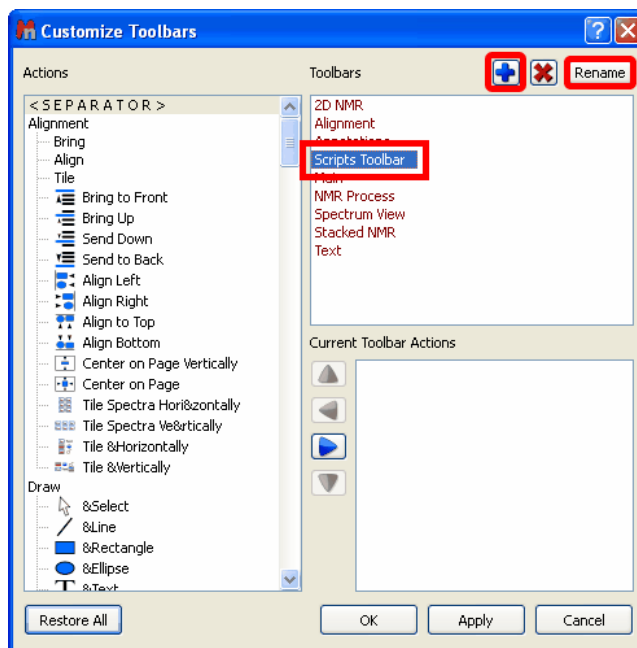 Customize Toolbars
Actions
Toolbars
Rename
<SEPARATOR>
Alignment
Bring
Align
Tile
Bring to Front
Bring Up
Send Down
Send to Back
Align Left
Align Right
Align to Top
Align Bottom
Center on Page Vertically
Center on Page
Tile Spectra Hori&zontally
Tile Spectra Ve&rtically
Tile &Horizontally
Tile &Vertically
Draw
&Select
&Line
&Rectangle
&Ellipse
&Text
2D NMR
Alignment
Annotations
Scripts Toolbar
Main
NMR Process
Spectrum View
Stacked NMR
Text
Current Toolbar Actions
Restore All
OK
Apply
Cancel